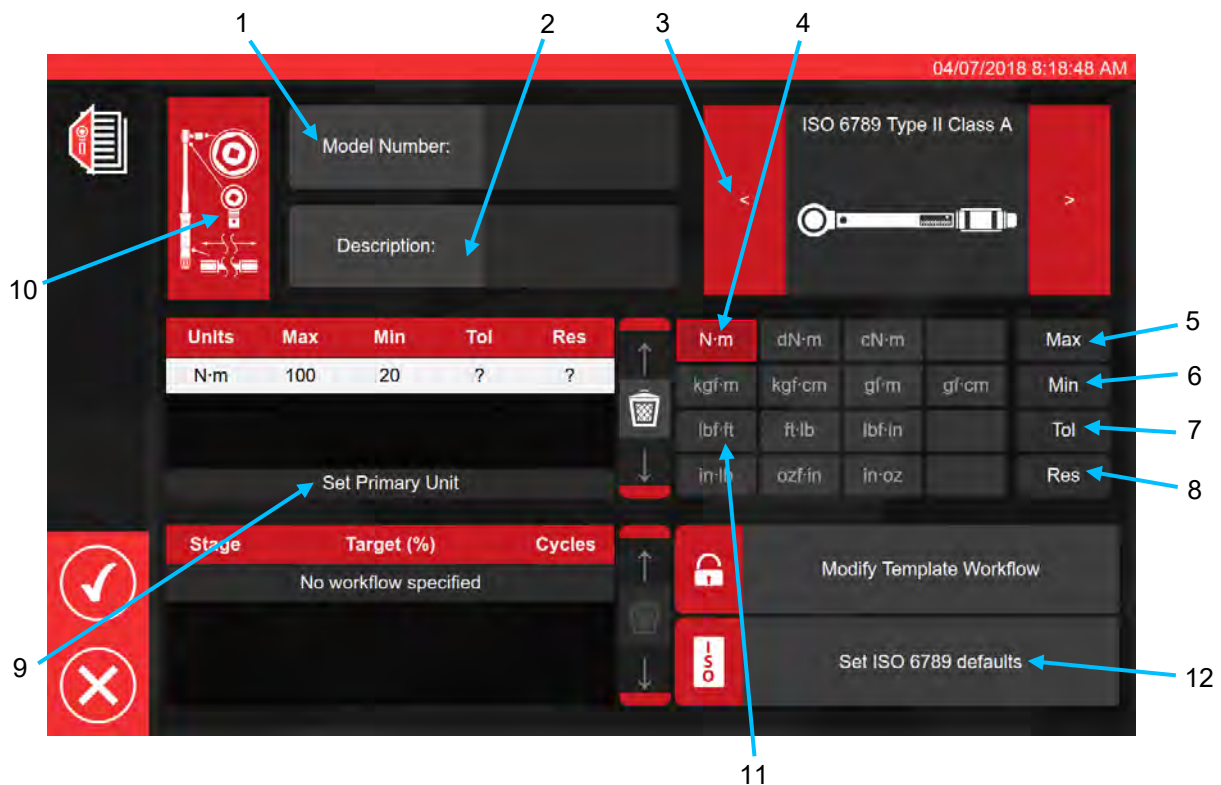 1 2 3 4
04/07/2018 8:18:48 AM
Model Number:
ISO 6789 Type II Class A
< >
Description:
10
Units Max Min Tol Res
N·m 100 20 ? ?
Set Primary Unit
N·m dN·m cN·m Max
kgf·m kgf·cm gf·m gf·cm Min
lbf·ft ft·lb lbf·in Tol
in·lb ozf·in in·oz Res
5
6
7
8
Stage Target (%) Cycles
No workflow specified
Modify Template Workflow
ISO
Set ISO 6789 defaults
9
12
11